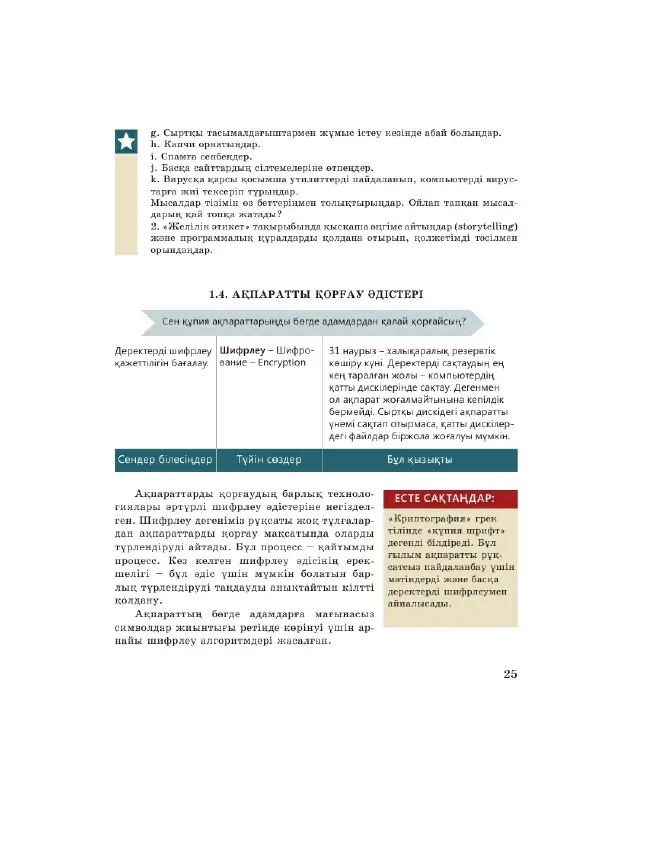 g. Сыртқы тасымалдағыштармен жұмыс істеу кезінде абай болыңдар.
h. Капчи орнатыңдар.
i. Спамға сенбеңдер.
j. Басқа сайттардың сілтемелеріне өтпеңдер.
k. Вирусқа қарсы қосымша утилиттерді пайдаланып, компьютерді вирус-
тарға жиі тексеріп тұрыңдар.
Мысалдар тізімін өз беттеріңмен толықтырыңдар. Ойлап тапқан мысал-
дарың қай топқа жатады?
2. «Желілік этикет» тақырыбында қысқаша әңгіме айтыңдар (storytelling)
және программалық құралдарды қолдана отырып, қолжетімді тәсілмен
орындаңдар.
1.4. АҚПАРАТТЫ ҚОРҒАУ ӘДІСТЕРІ
Сен құпия ақпараттарыңды бөгде адамдардан қалай қорғайсың?
Деректерді шифрлеу
қажеттілігін бағалау.
Шифрлеу – Шифро-
вание – Encryption
31 наурыз – халықаралық резервтік
көшіру күні. Деректерді сақтаудың ең
кең таралған жолы – компьютердің
қатты дискілерінде сақтау. Дегенмен
ол ақпарат жоғалмайтынына кепілдік
бермейді. Сыртқы дискідегі ақпаратты
үнемі сақтап отырмаса, қатты дискілер-
дегі файлдар біржола жоғалуы мүмкін.
Сендер білесіңдер
Түйін сөздер
Бұл қызықты
Ақпараттарды қорғаудың барлық техноло-
гиялары әртүрлі шифрлеу әдістеріне негіздел-
ген. Шифрлеу дегеніміз рұқсаты жоқ тұлғалар-
дан ақпараттарды қорғау мақсатында оларды
түрлендіруді айтады. Бұл процесс – қайтымды
процесс. Кез келген шифрлеу әдісінің ерек-
шелігі – бұл әдіс үшін мүмкін болатын бар-
лық түрлендіруді таңдауды анықтайтын кілтті
қолдану.
Ақпараттың бөгде адамдарға мағынасыз
символдар жиынтығы ретінде көрінуі үшін ар-
найы шифрлеу алгоритмдері жасалған.
ЕСТЕ САҚТАҢДАР:
«Криптография» грек
тілінде «құпия шрифт»
дегенді білдіреді. Бұл
ғылым ақпаратты рұқ-
сатсыз пайдаланбау үшін
мәтіндерді және басқа
деректерді шифрлеумен
айналысады.
25